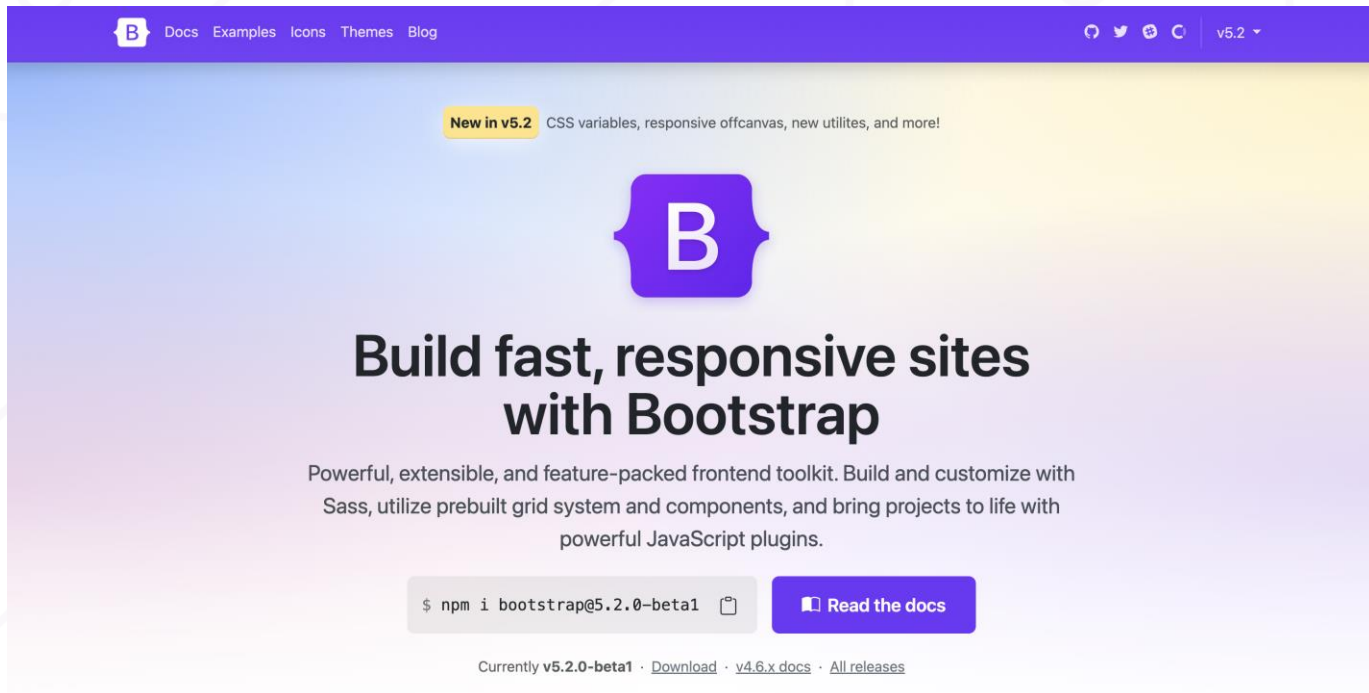 B Docs Examples Icons Themes Blog v5.2
New in v5.2 CSS variables, responsive offcanvas, new utilites, and more!
B
Build fast, responsive sites
with Bootstrap
Powerful, extensible, and feature-packed frontend toolkit. Build and customize with
Sass, utilize prebuilt grid system and components, and bring projects to life with
powerful JavaScript plugins.
$ npm i bootstrap@5.2.0-beta1 Read the docs
Currently v5.2.0-beta1 · Download · v4.6.x docs · All releases